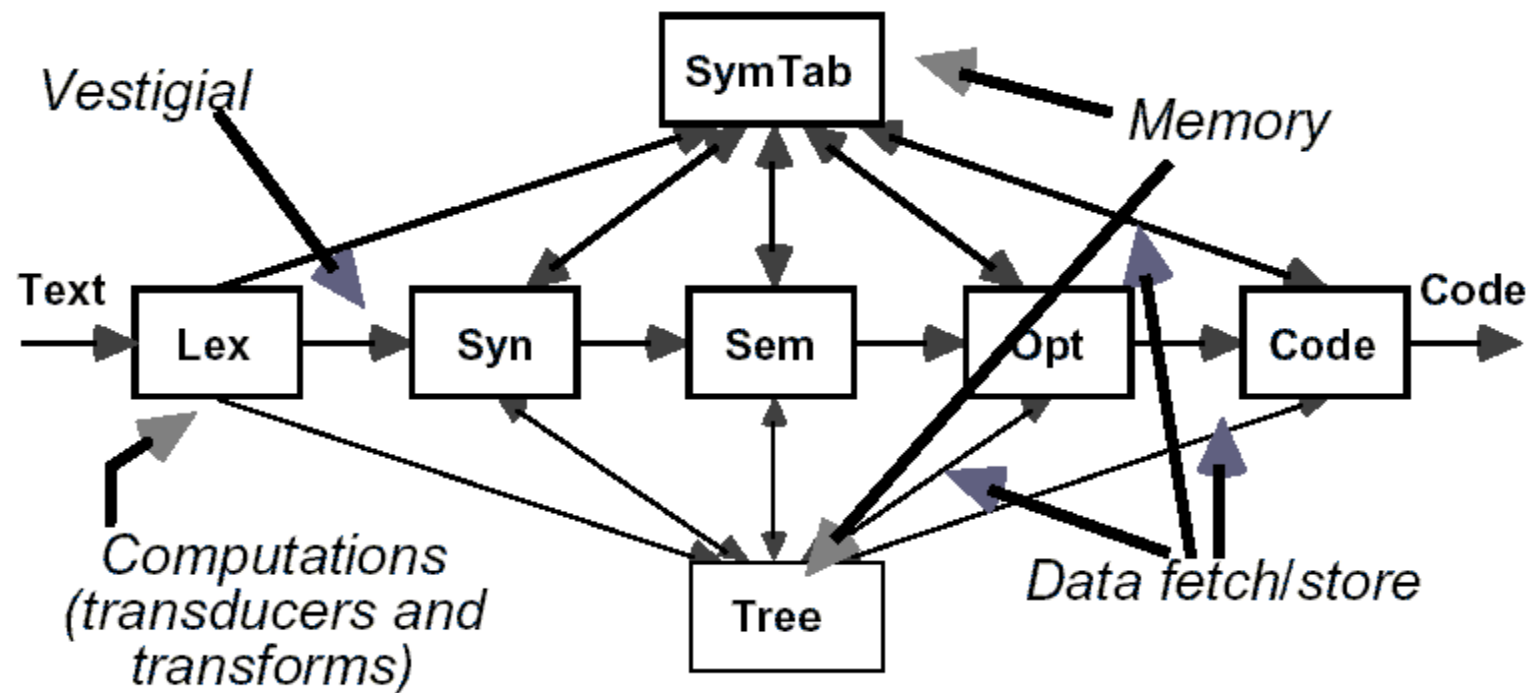 SymTab
Vestigial
Memory
Text
Code
Lex
Syn
Sem
Opt
Code
Computations
(transducers and
transforms)
Data fetch/store
Tree